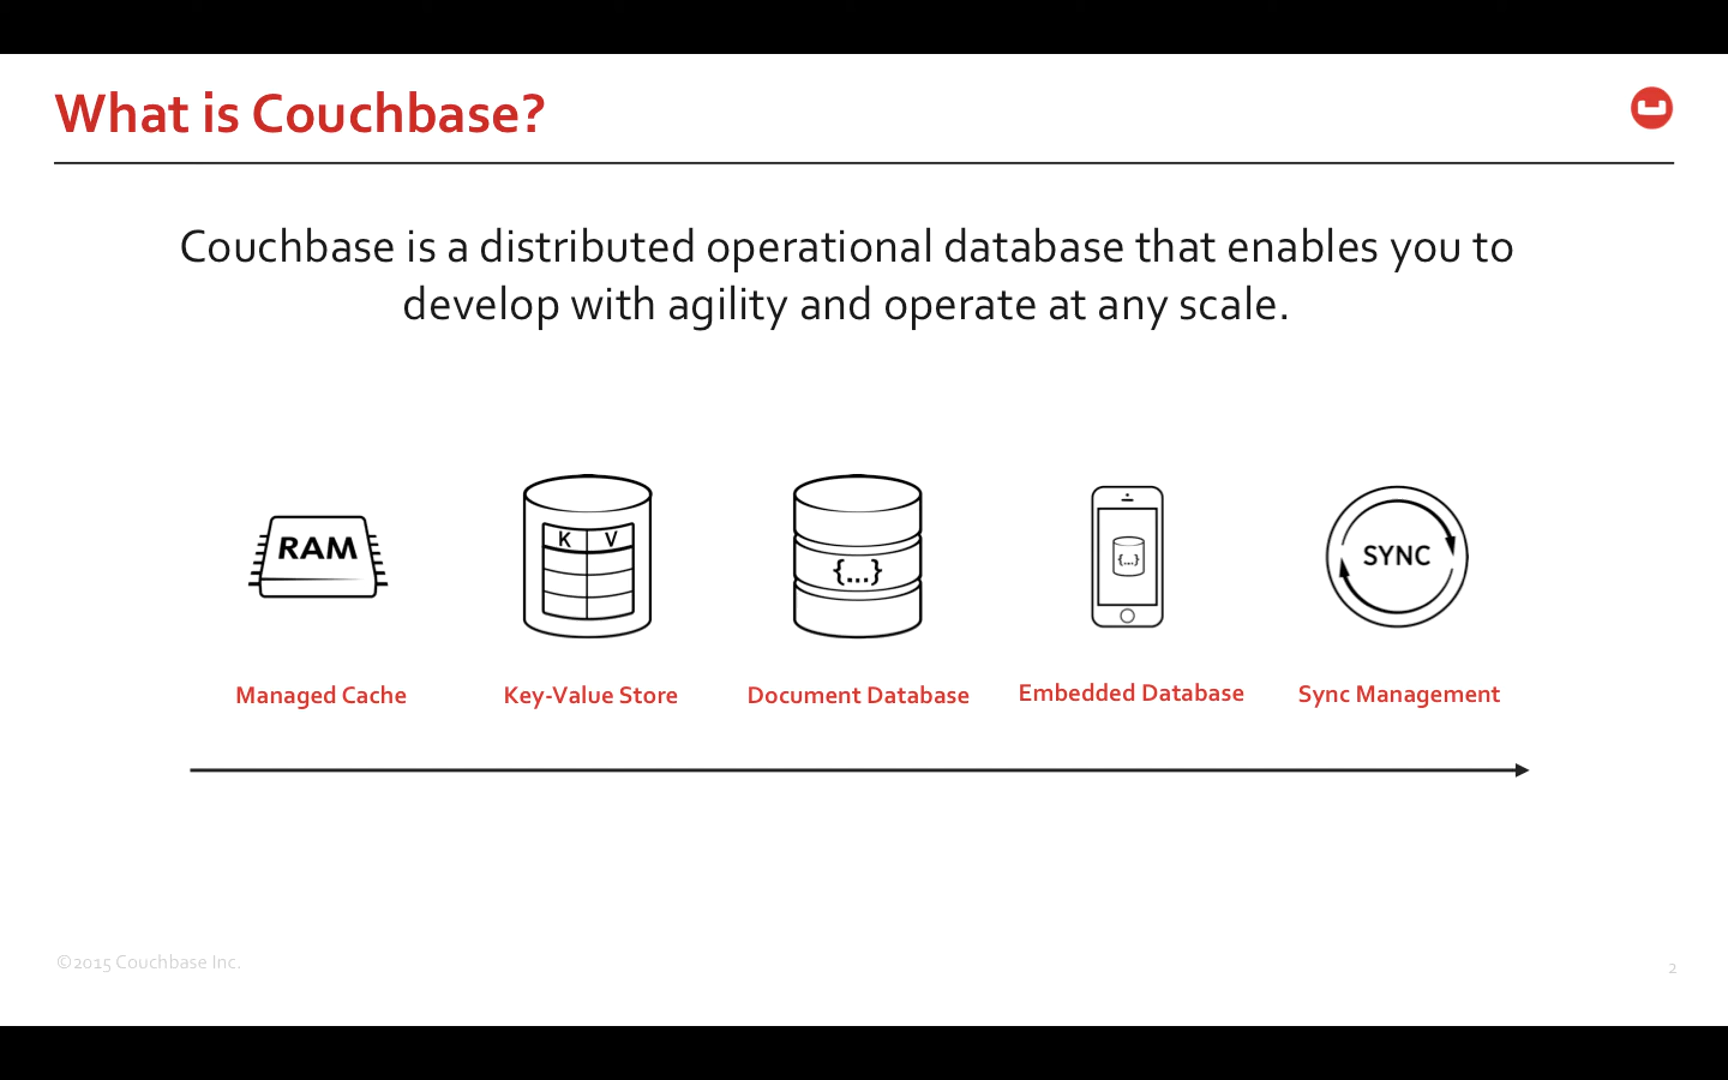 What is Couchbase?
Couchbase is a distributed operational database that enables you to
develop with agility and operate at any scale.
RAM
K V
{...}
{...}
SYNC
Managed Cache
Key-Value Store
Document Database
Embedded Database
Sync Management
©2015 Couchbase Inc.
2